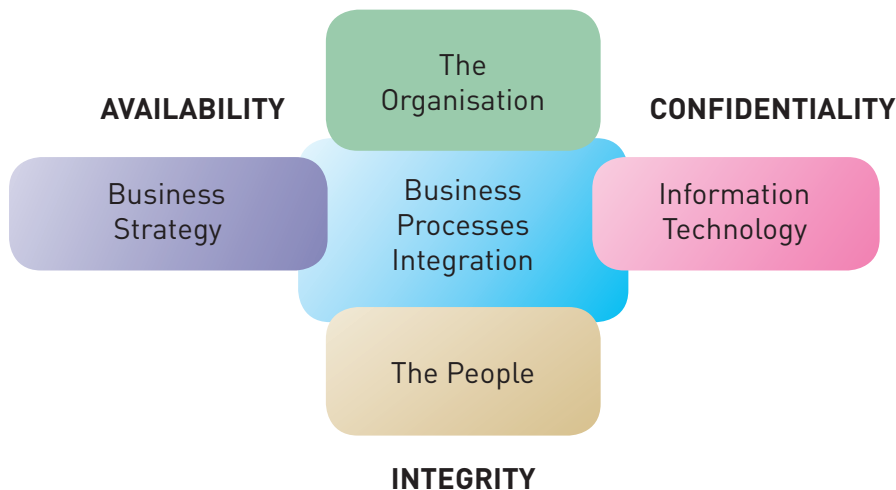 The
Organisation
AVAILABILITY
CONFIDENTIALITY
Business
Strategy
Business
Processes
Integration
Information
Technology
The People
INTEGRITY